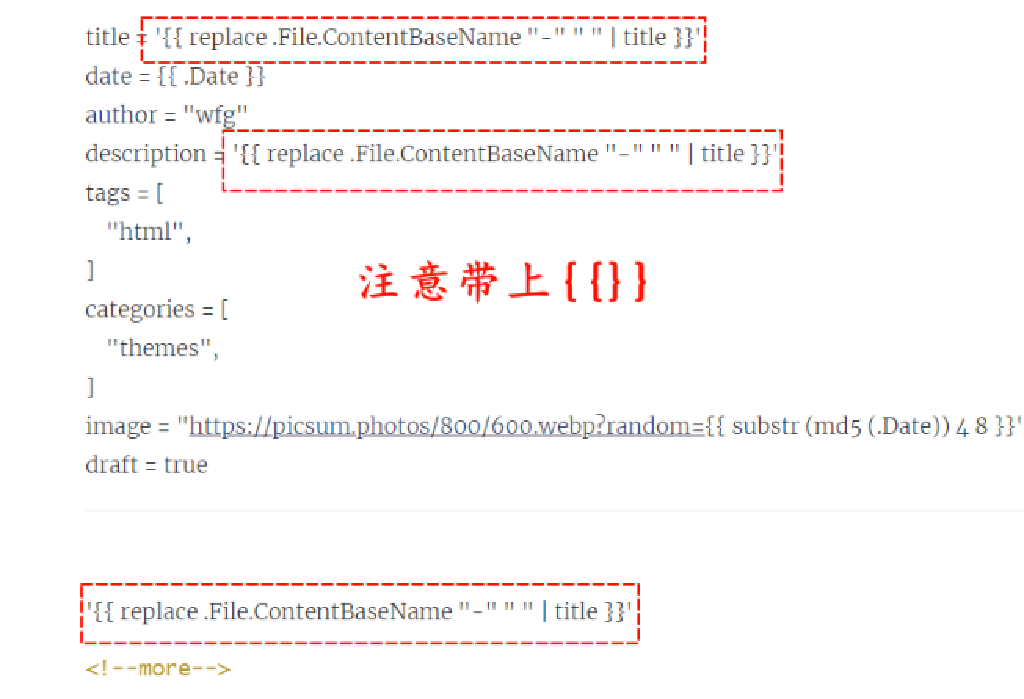 title = '{{ replace .File.ContentBaseName "-" " " | title }}'
date = {{ .Date }}
author = "wfg"
description = '{{ replace .File.ContentBaseName "-" " " | title }}'
tags = [
"html",
]
注意带上{{}}
categories = [
"themes",
]
image = "https://picsum.photos/800/600.webp?random={{ substr (md5 (.Date)) 4 8 }}"
draft = true
'{{ replace .File.ContentBaseName "-" " " | title }}'
<!--more-->